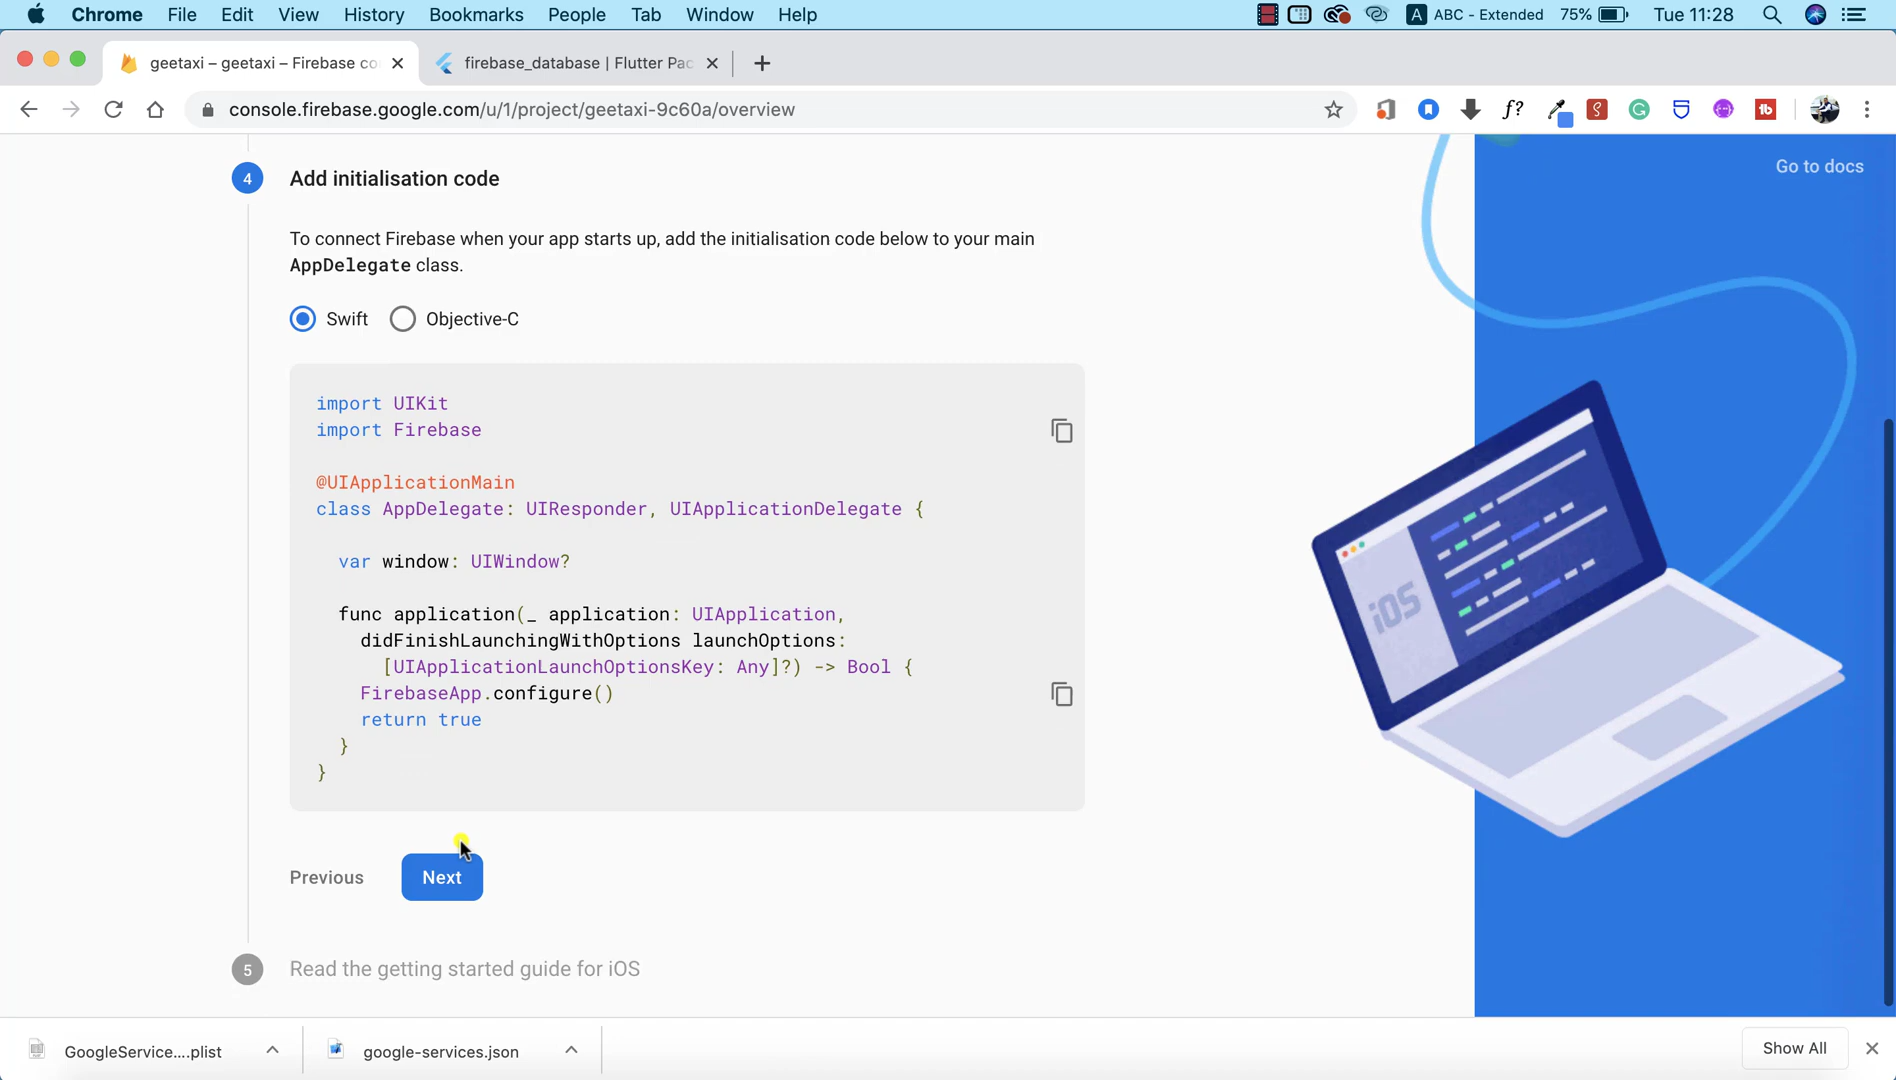 Chrome File Edit View History Bookmarks People Tab Window Help
A ABC - Extended 75% Tue 11:28
geetaxi – geetaxi – Firebase co
firebase_database | Flutter Pac
console.firebase.google.com/u/1/project/geetaxi-9c60a/overview
f?
Go to docs
4 Add initialisation code
To connect Firebase when your app starts up, add the initialisation code below to your main
AppDelegate class.
Swift Objective-C
import UIKit
import Firebase
@UIApplicationMain
class AppDelegate: UIResponder, UIApplicationDelegate {
var window: UIWindow?
func application(_ application: UIApplication,
didFinishLaunchingWithOptions launchOptions:
[UIApplicationLaunchOptionsKey: Any]?) -> Bool {
FirebaseApp.configure()
return true
}
}
iOS
Previous Next
5 Read the getting started guide for iOS
GoogleService....plist
google-services.json
Show All